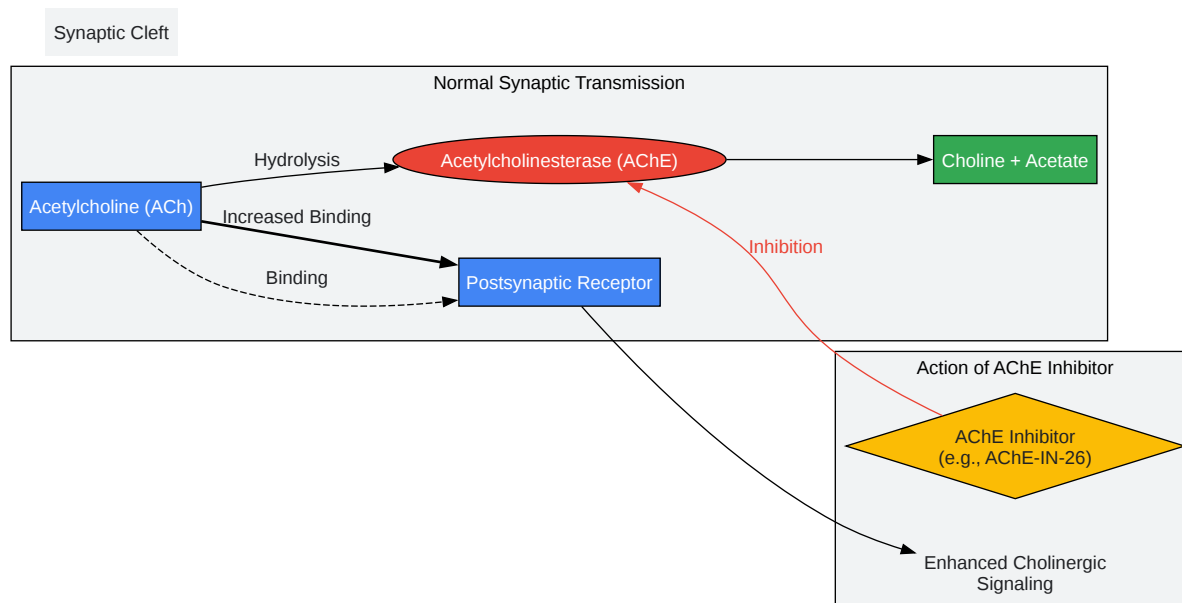 Synaptic Cleft
Normal Synaptic Transmission
Hydrolysis
Acetylcholinesterase (AChE)
Choline + Acetate
Acetylcholine (ACh)
Increased Binding
Binding
Postsynaptic Receptor
Inhibition
Action of AChE Inhibitor
AChE Inhibitor
(e.g., AChE-IN-26)
Enhanced Cholinergic
Signaling